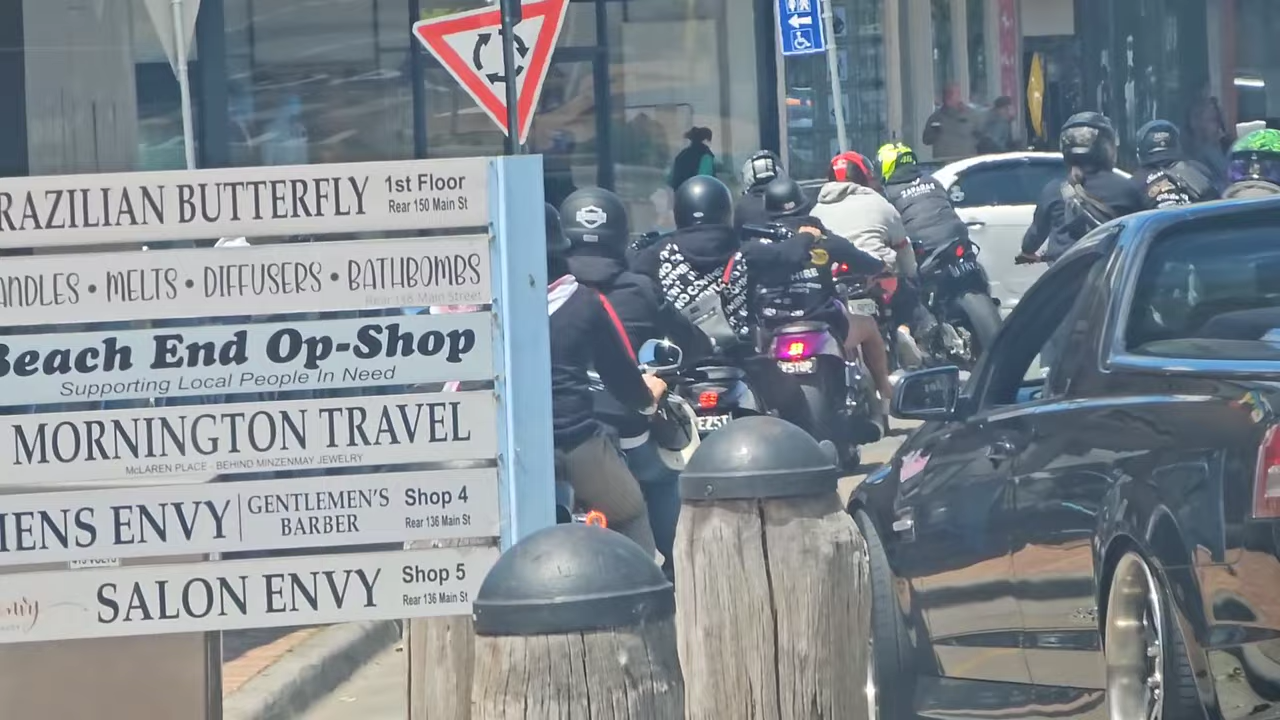 RAZILIAN BUTTERFLY 1st Floor
Rear 150 Main St
ANDLES • MELTS • DIFFUSERS • BATHBOMBS
Rear 138 Main Street
Beach End Op-Shop
Supporting Local People In Need
MORNINGTON TRAVEL
McLAREN PLACE - BEHIND MINZENMAY JEWELRY
MENS ENVY GENTLEMEN'S BARBER Shop 4
Rear 136 Main St
SALON ENVY Shop 5
Rear 136 Main St